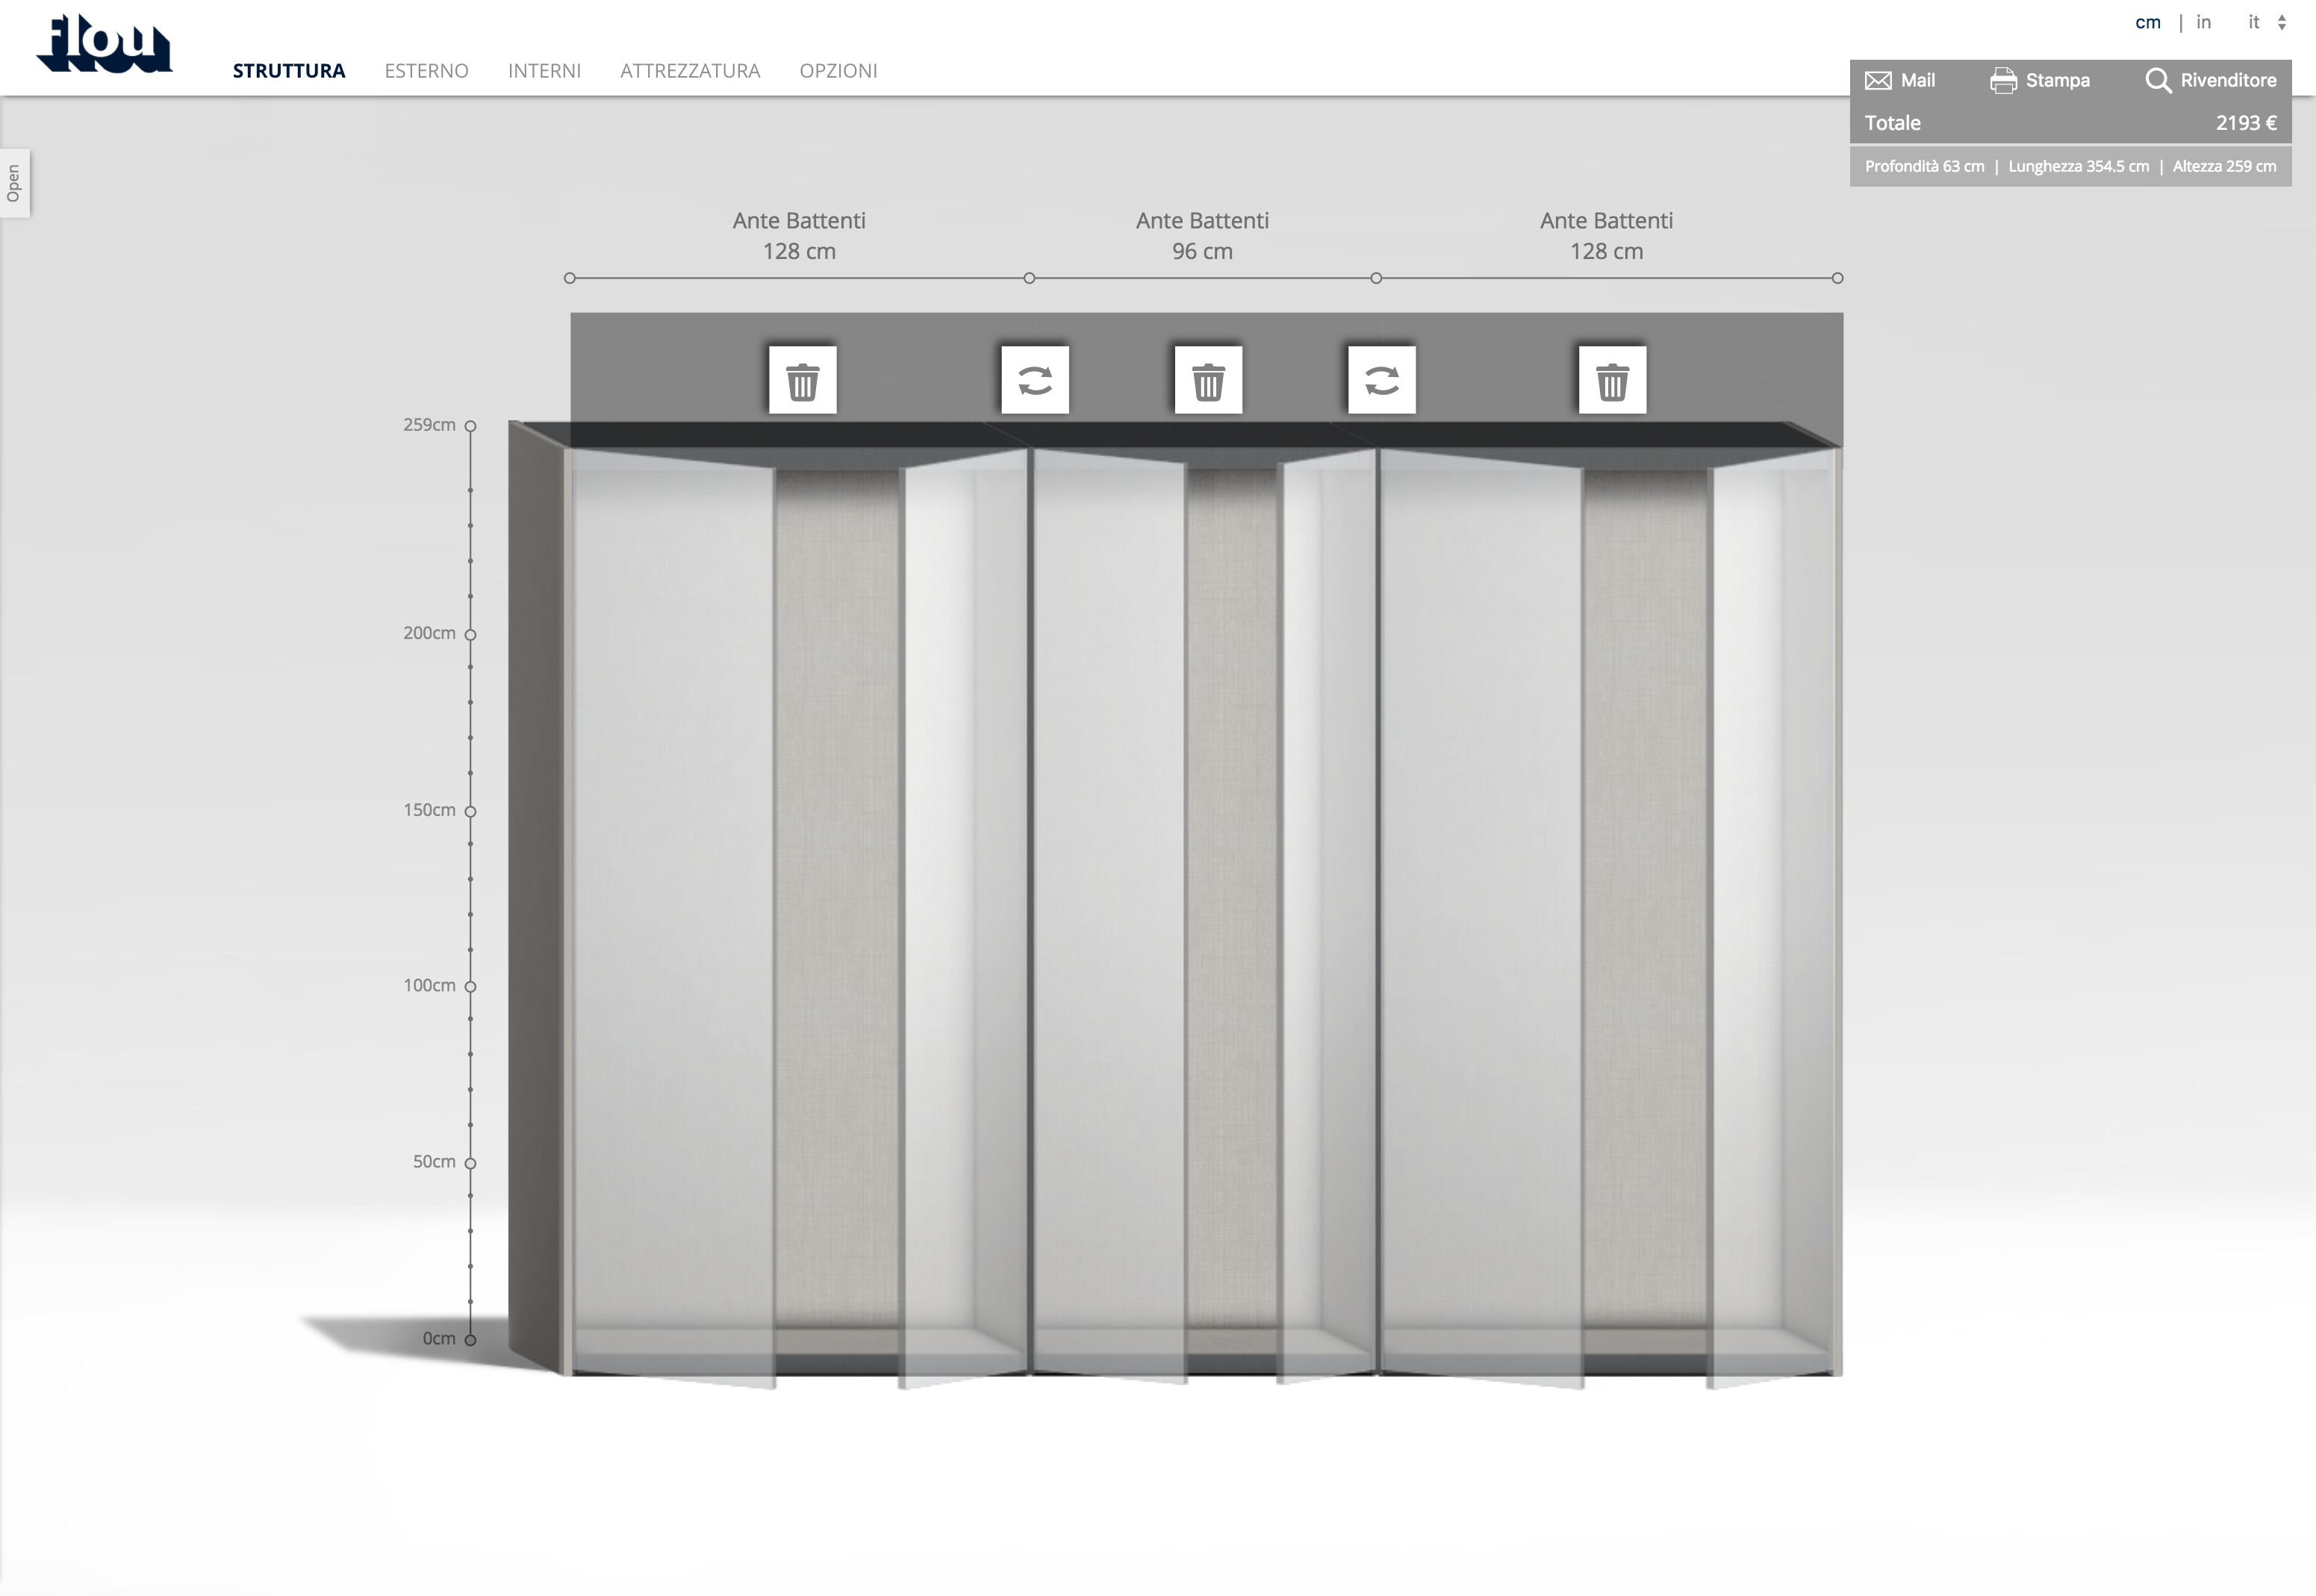 flou
STRUTTURA ESTERNO INTERNI ATTREZZATURA OPZIONI
cm | in it
Mail Stampa Rivenditore
Totale 2193 €
Profondità 63 cm | Lunghezza 354.5 cm | Altezza 259 cm
Open
Ante Battenti Ante Battenti Ante Battenti
128 cm 96 cm 128 cm
259cm
200cm
150cm
100cm
50cm
0cm